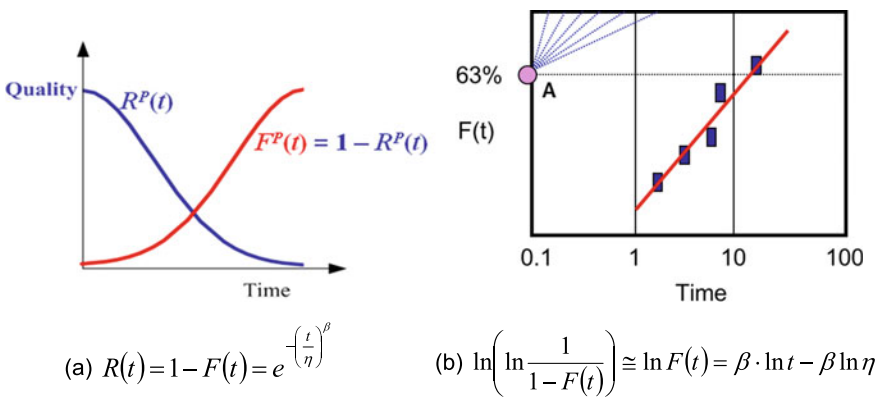 Quality
R^P(t)
F^P(t) = 1 − R^P(t)
Time
63%
A
F(t)
0.1 1 10 100
Time
(a) R(t) = 1 − F(t) = e^{−(t/η)^β}
(b) ln(ln 1/(1 − F(t))) ≅ ln F(t) = β · ln t − β ln η